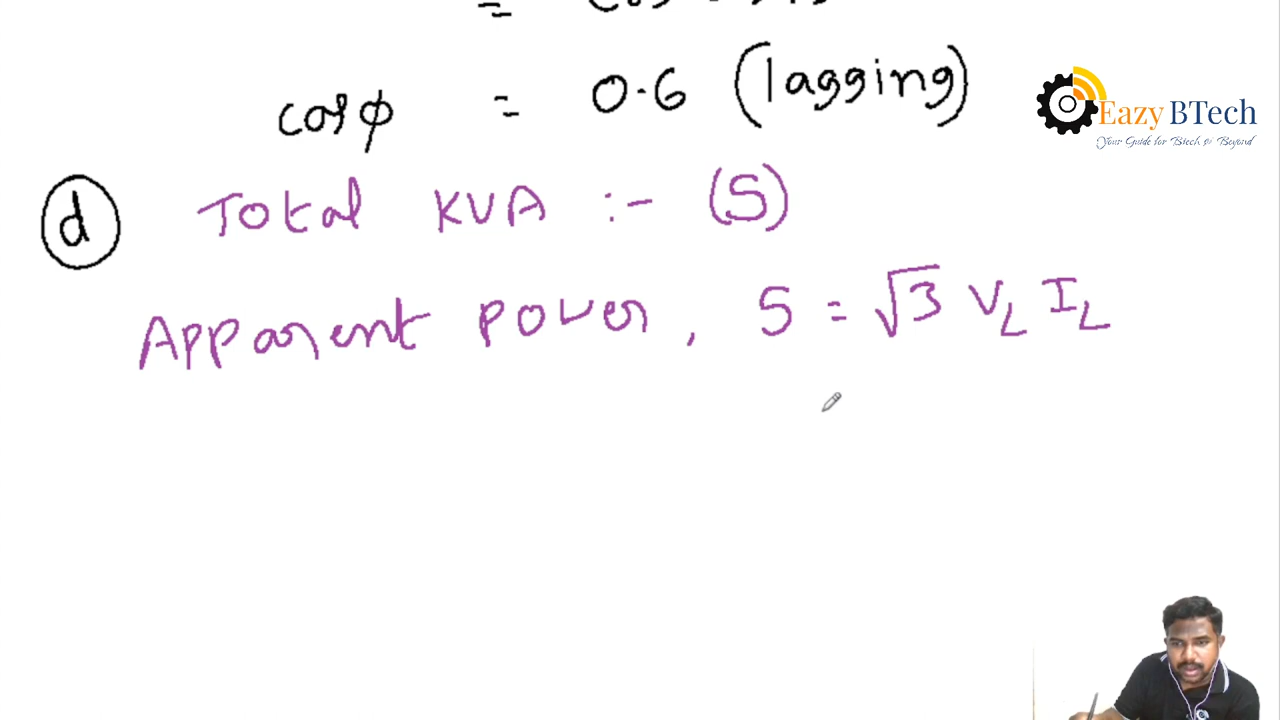 cosϕ = 0.6 (lagging)
Eazy BTech
Your Guide for Btech & Beyond
d Total KVA :- (S)
Apparent Power, S = √3 VL IL